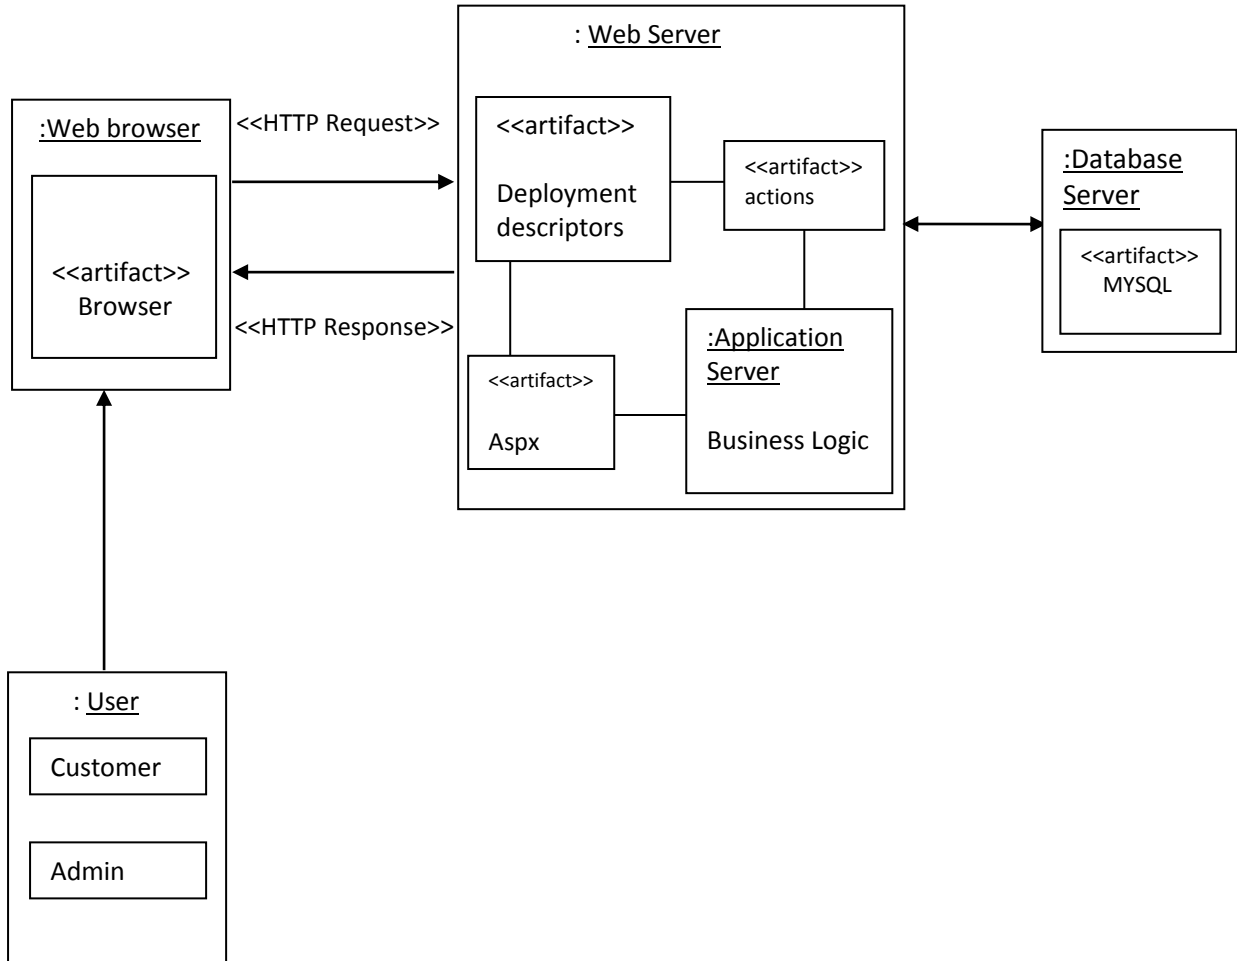 : Web Server
:Web browser
<<HTTP Request>>
<<artifact>>
Deployment
descriptors
<<artifact>>
actions
:Database
Server
<<artifact>>
MYSQL
<<artifact>>
Browser
<<HTTP Response>>
<<artifact>>
Aspx
:Application
Server
Business Logic
: User
Customer
Admin